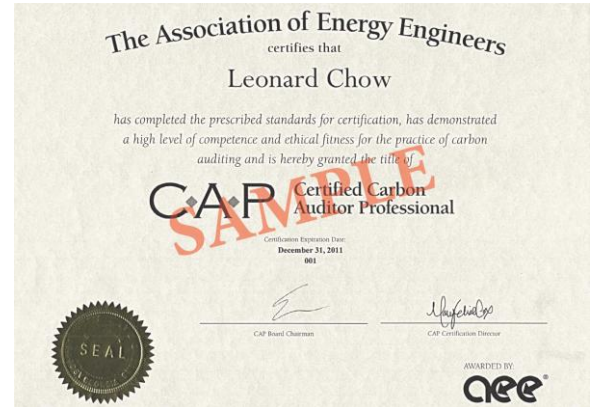 The Association of Energy Engineers
certifies that
Leonard Chow
has completed the prescribed standards for certification, has demonstrated
a high level of competence and ethical fitness for the practice of carbon
auditing and is hereby granted the title of
C·A·P Certified Carbon
Auditor Professional
SAMPLE
Certification Expiration Date:
December 31, 2011
001
CAP Board Chairman
CAP Certification Director
SEAL
AWARDED BY:
aee®